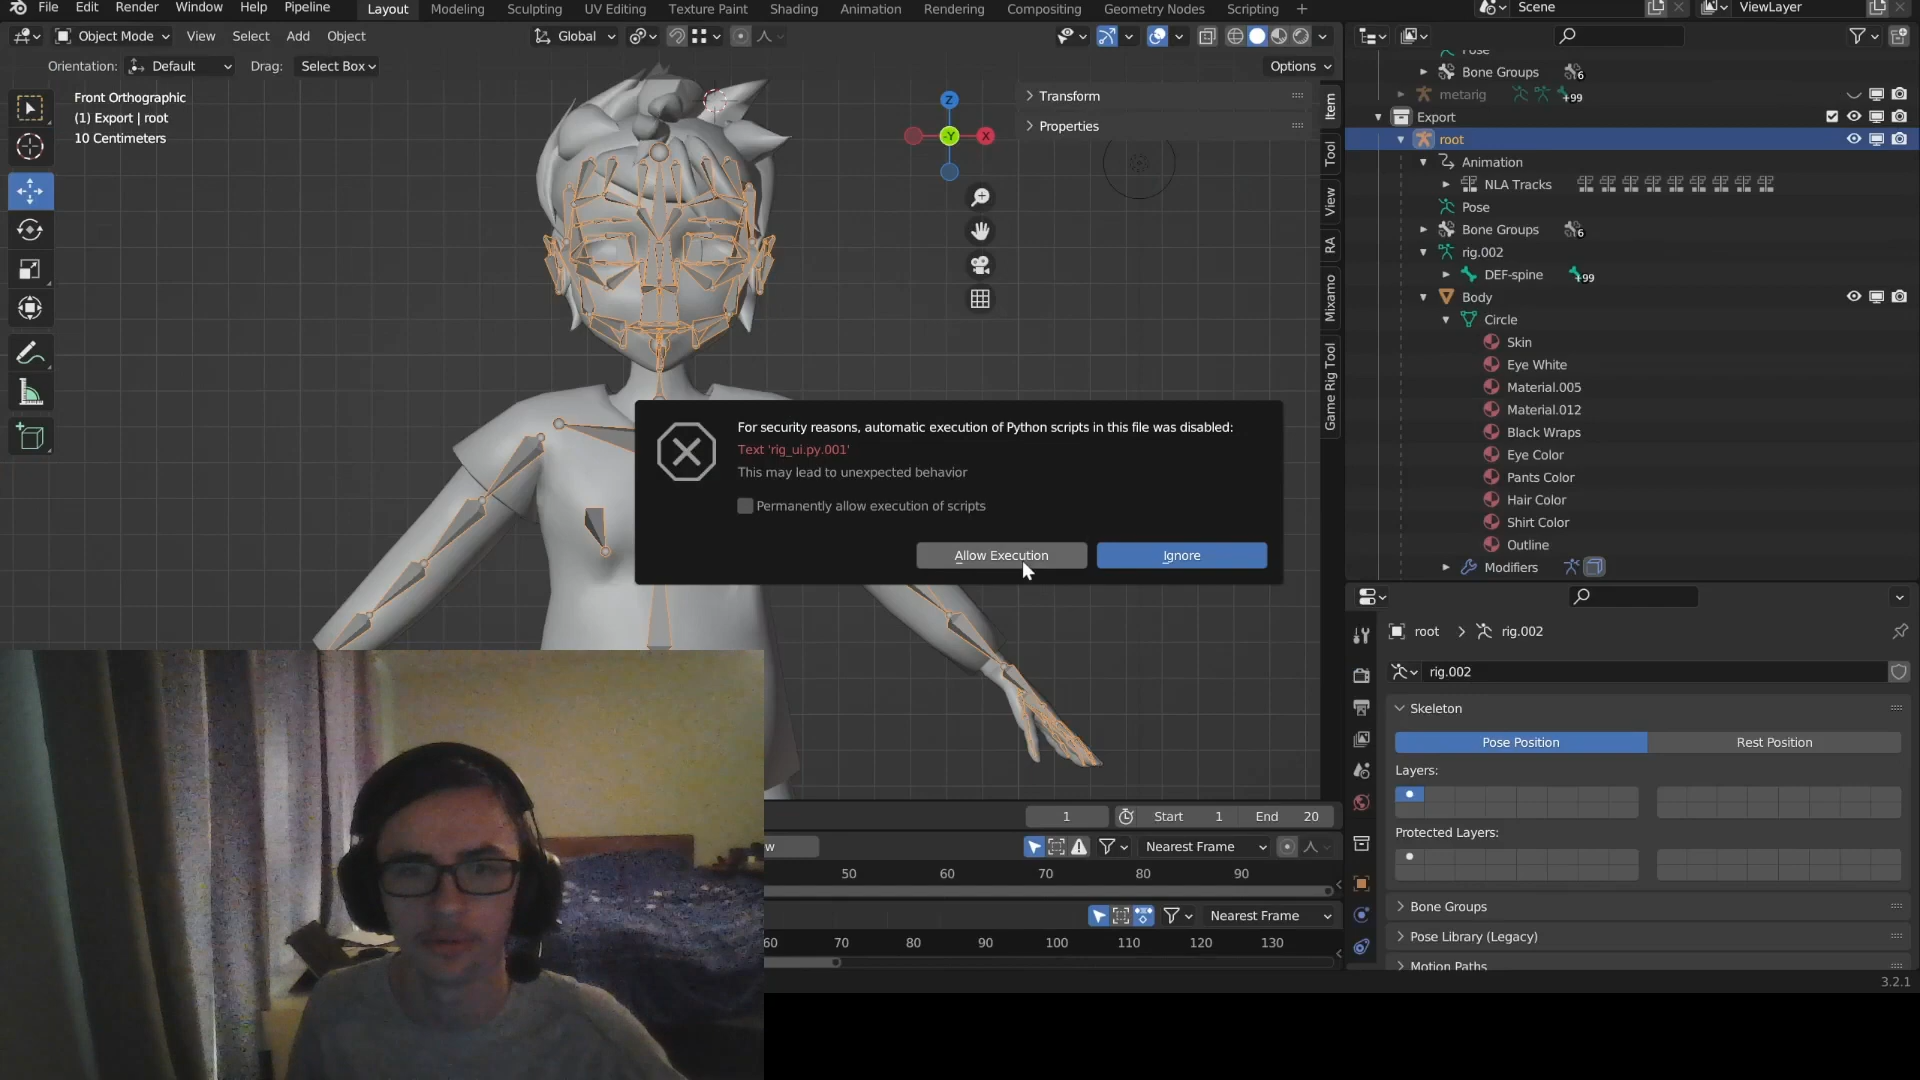 File Edit Render Window Help Pipeline Layout Modeling Sculpting UV Editing Texture Paint Shading Animation Rendering Compositing Geometry Nodes Scripting + Scene ViewLayer
Object Mode View Select Add Object Global
Orientation: Default Drag: Select Box Options
Front Orthographic
(1) Export | root
10 Centimeters
Z
-Y
X
Transform
Properties
Item
Tool
View
RA
Mixamo
Game Rig Tool
Pose
Bone Groups 6
metarig +99
Export
root
Animation
NLA Tracks
Pose
Bone Groups 6
rig.002
DEF-spine +99
Body
Circle
Skin
Eye White
Material.005
Material.012
Black Wraps
Eye Color
Pants Color
Hair Color
Shirt Color
Outline
Modifiers
For security reasons, automatic execution of Python scripts in this file was disabled:
Text 'rig_ui.py.001'
This may lead to unexpected behavior
Permanently allow execution of scripts
Allow Execution Ignore
root > rig.002
rig.002
Skeleton
Pose Position Rest Position
Layers:
Protected Layers:
Bone Groups
Pose Library (Legacy)
Motion Paths
1 Start 1 End 20
w Nearest Frame
50 60 70 80 90
Nearest Frame
60 70 80 90 100 110 120 130
3.2.1